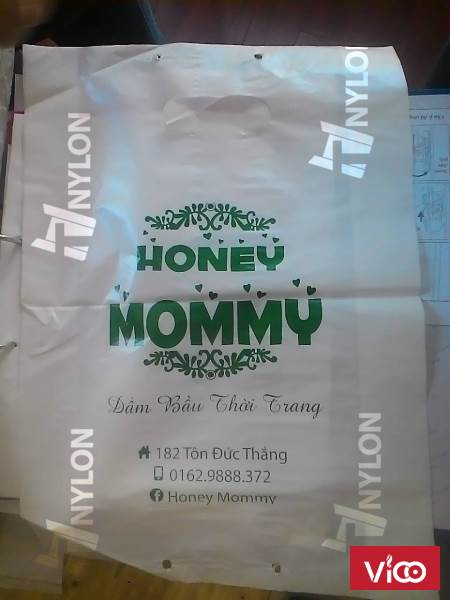 NYLON
NYLON
HONEY
MOMMY
Đầm Bầu Thời Trang
182 Tôn Đức Thắng
0162.9888.372
Honey Mommy
NYLON
NYLON
VICO